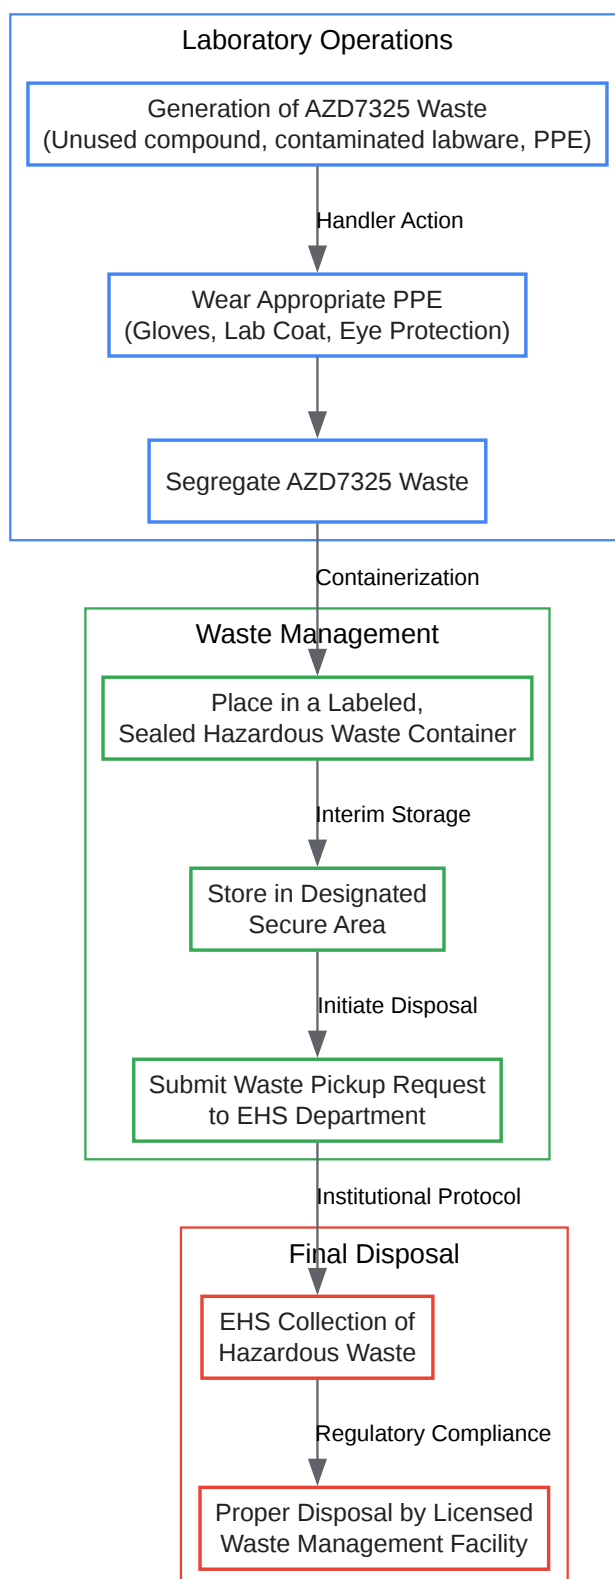 Laboratory Operations
Generation of AZD7325 Waste
(Unused compound, contaminated labware, PPE)
Handler Action
Wear Appropriate PPE
(Gloves, Lab Coat, Eye Protection)
Segregate AZD7325 Waste
Containerization
Waste Management
Place in a Labeled,
Sealed Hazardous Waste Container
Interim Storage
Store in Designated
Secure Area
Initiate Disposal
Submit Waste Pickup Request
to EHS Department
Institutional Protocol
Final Disposal
EHS Collection of
Hazardous Waste
Regulatory Compliance
Proper Disposal by Licensed
Waste Management Facility